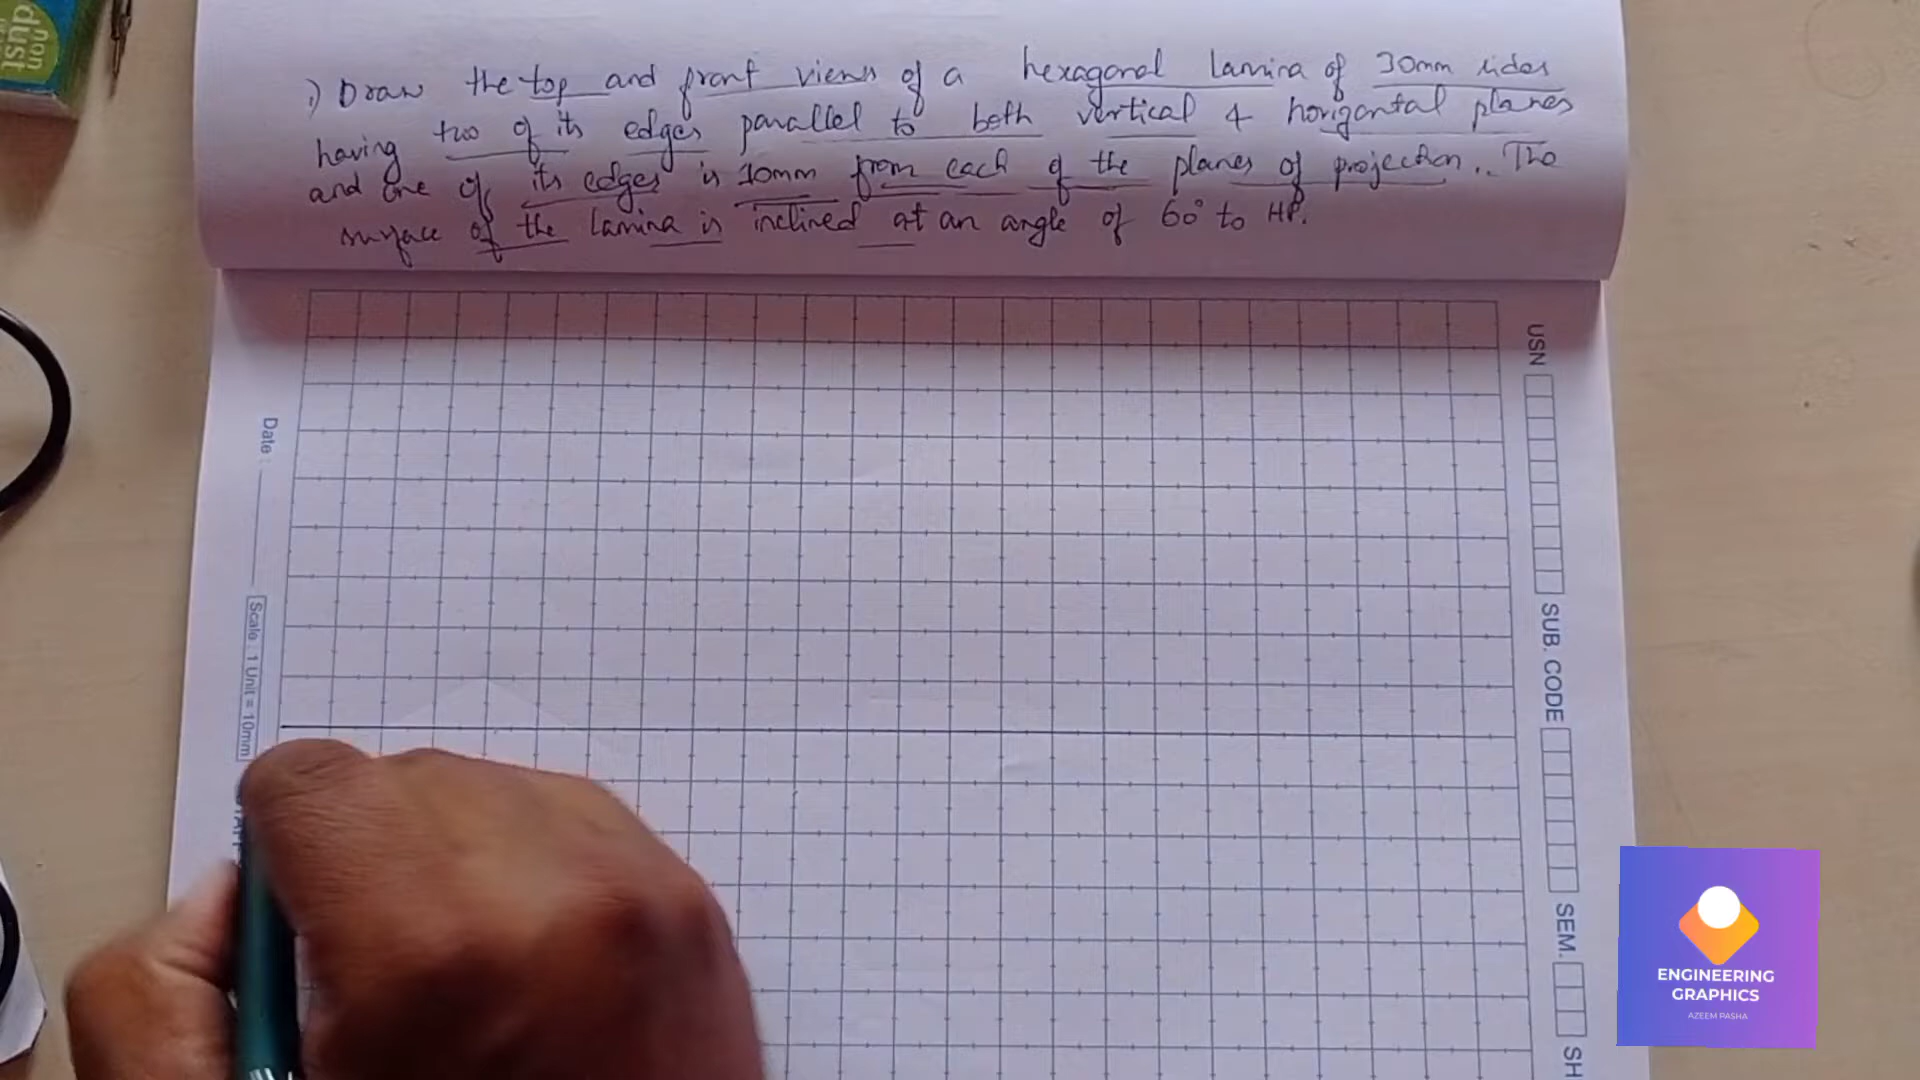 1) Draw the top and front views of a hexagonal lamina of 30mm sides
having two of its edges parallel to both vertical & horizontal planes
and one of its edges is 10mm from each of the planes of projection. The
surface of the lamina is inclined at an angle of 60° to HP.
non
dust
USN
SUB. CODE
SEM.
SH
Date :
Scale : 1 Unit = 10mm
ENGINEERING
GRAPHICS
AZEEM PASHA